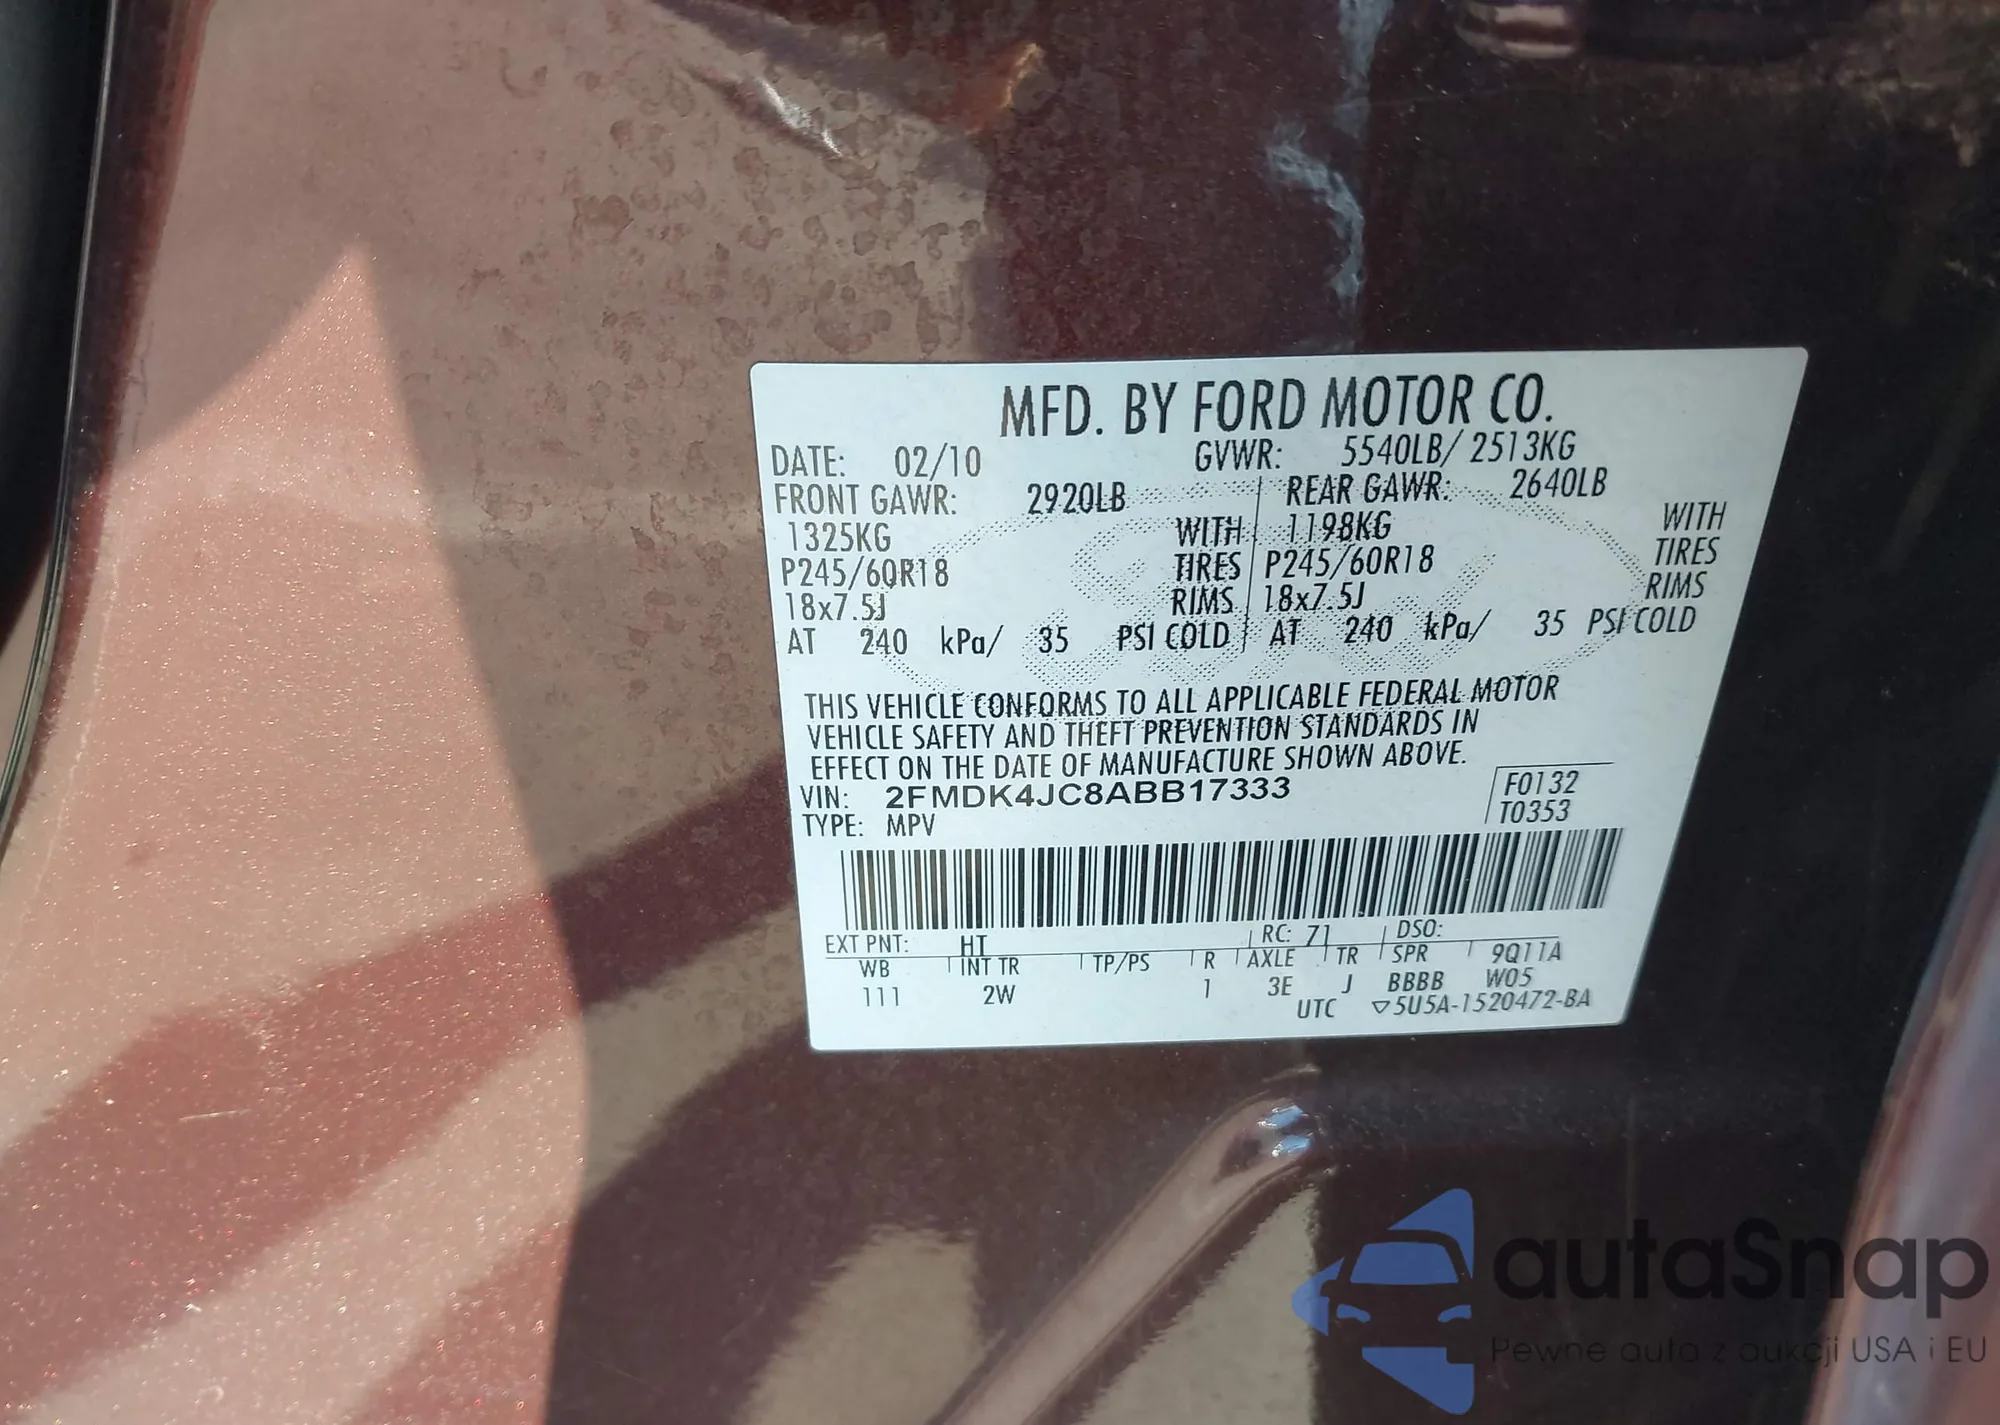 MFD. BY FORD MOTOR CO.
DATE: 02/10 GVWR: 5540LB/ 2513KG
FRONT GAWR: 2920LB REAR GAWR: 2640LB
1325KG WITH 1198KG WITH
P245/60R18 TIRES P245/60R18 TIRES
18x7.5J RIMS 18x7.5J RIMS
AT 240 kPa/ 35 PSI COLD AT 240 kPa/ 35 PSI COLD
THIS VEHICLE CONFORMS TO ALL APPLICABLE FEDERAL MOTOR
VEHICLE SAFETY AND THEFT PREVENTION STANDARDS IN
EFFECT ON THE DATE OF MANUFACTURE SHOWN ABOVE.
VIN: 2FMDK4JC8ABB17333 F0132
TYPE: MPV T0353
EXT PNT: HT RC: 71 DSO:
WB INT TR TP/PS R AXLE TR SPR 9Q11A
111 2W 1 3E J BBBB W05
UTC ▽5U5A-1520472-BA
autaSnap
Pewne auta z aukcji USA i EU